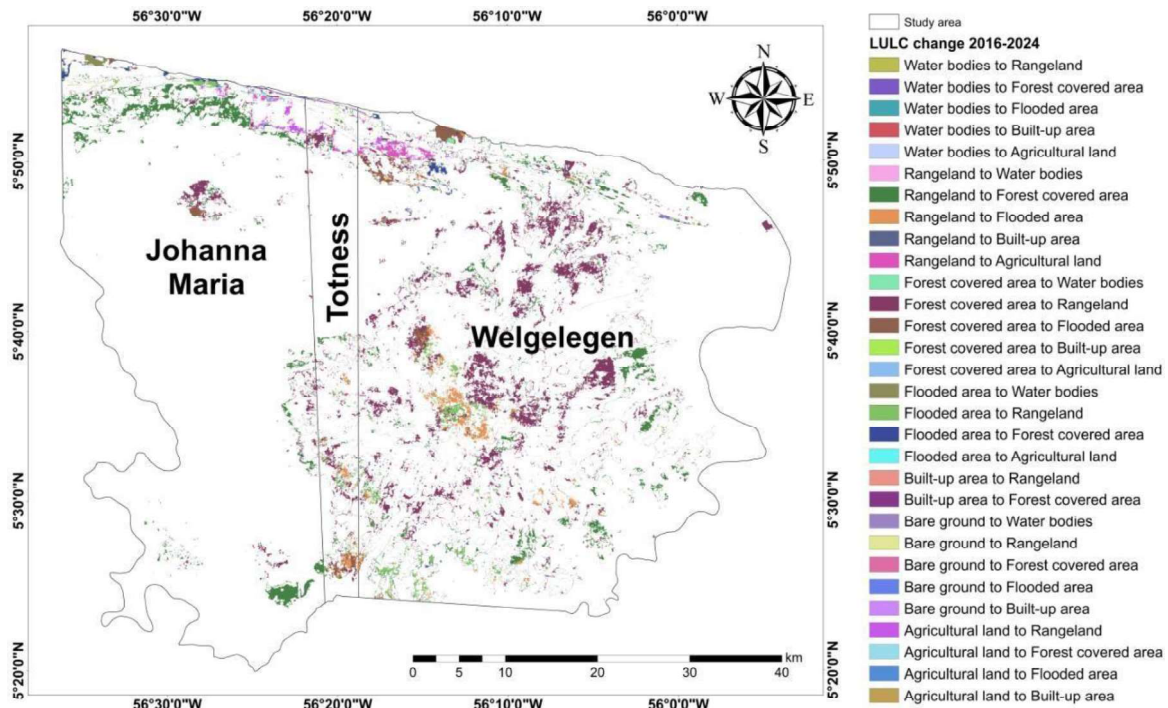 56°30'0"W 56°20'0"W 56°10'0"W 56°0'0"W
Study area
LULC change 2016-2024
Water bodies to Rangeland
Water bodies to Forest covered area
Water bodies to Flooded area
Water bodies to Built-up area
Water bodies to Agricultural land
Rangeland to Water bodies
Rangeland to Forest covered area
Rangeland to Flooded area
Rangeland to Built-up area
Rangeland to Agricultural land
Forest covered area to Water bodies
Forest covered area to Rangeland
Forest covered area to Flooded area
Forest covered area to Built-up area
Forest covered area to Agricultural land
Flooded area to Water bodies
Flooded area to Rangeland
Flooded area to Forest covered area
Flooded area to Agricultural land
Built-up area to Rangeland
Built-up area to Forest covered area
Bare ground to Water bodies
Bare ground to Rangeland
Bare ground to Forest covered area
Bare ground to Flooded area
Bare ground to Built-up area
Agricultural land to Rangeland
Agricultural land to Forest covered area
Agricultural land to Flooded area
Agricultural land to Built-up area
N
W E
S
5°50'0"N 5°50'0"N
Johanna
Maria
Totness
Welgelegen
5°40'0"N 5°40'0"N
5°30'0"N 5°30'0"N
5°20'0"N 5°20'0"N
km
0 5 10 20 30 40
56°30'0"W 56°20'0"W 56°10'0"W 56°0'0"W